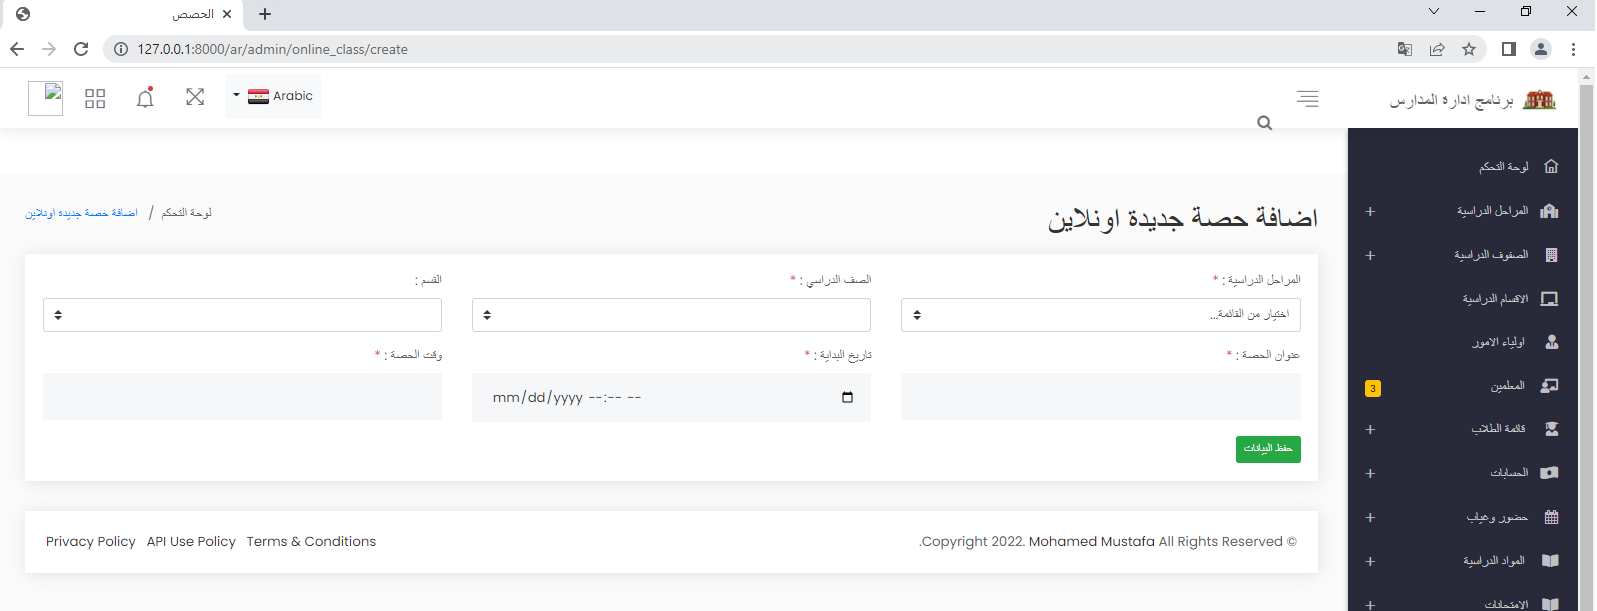 الحصص
127.0.0.1:8000/ar/admin/online_class/create
برنامج ادارة المدارس
Arabic
لوحة التحكم
المراحل الدراسية
الصفوف الدراسية
الاقسام الدراسية
اولياء الامور
المعلمين
3
قائمة الطلاب
الحسابات
حضور وغياب
المواد الدراسية
الامتحانات
اضافة حصة جديدة اونلاين
لوحة التحكم / اضافة حصة جديدة اونلاين
المراحل الدراسية : *
الصف الدراسي : *
القسم :
اختيار من القائمة...
عنوان الحصة : *
تاريخ البداية : *
وقت الحصة : *
mm/dd/yyyy --:-- --
حفظ البيانات
.Copyright 2022. Mohamed Mustafa All Rights Reserved ©
Privacy Policy API Use Policy Terms & Conditions